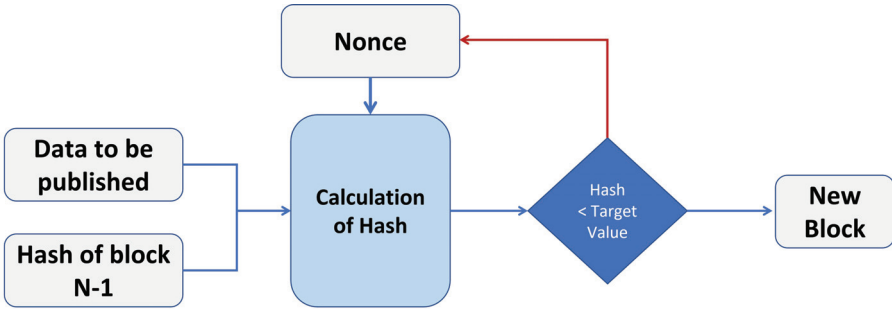 Nonce
Data to be
published
Hash of block
N-1
Calculation
of Hash
Hash
< Target
Value
New
Block